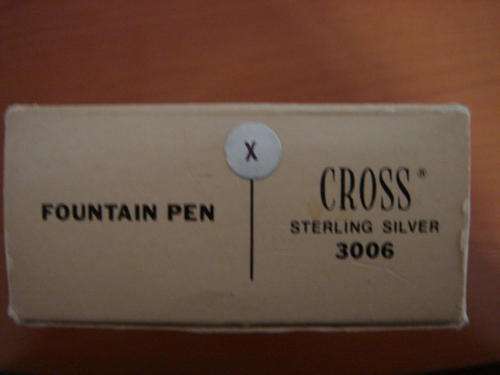 X
FOUNTAIN PEN
CROSS®
STERLING SILVER
3006